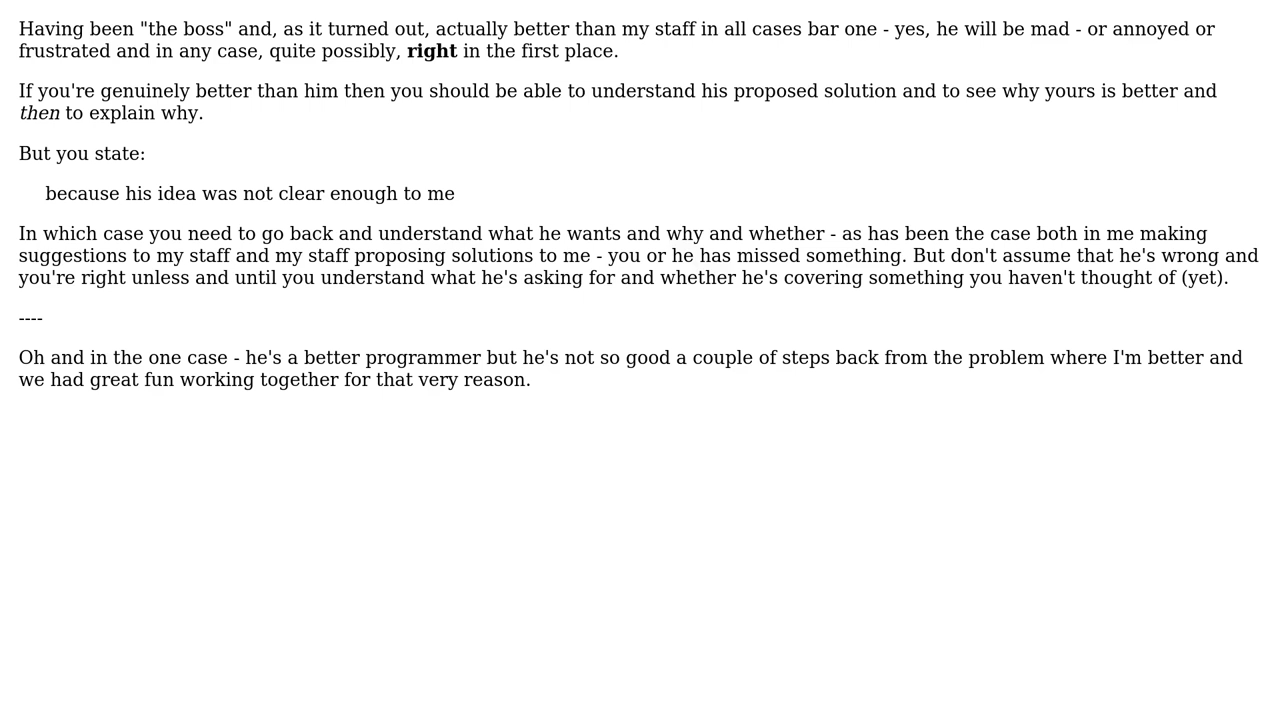 Having been "the boss" and, as it turned out, actually better than my staff in all cases bar one - yes, he will be mad - or annoyed or
frustrated and in any case, quite possibly, right in the first place.
If you're genuinely better than him then you should be able to understand his proposed solution and to see why yours is better and
then to explain why.
But you state:
because his idea was not clear enough to me
In which case you need to go back and understand what he wants and why and whether - as has been the case both in me making
suggestions to my staff and my staff proposing solutions to me - you or he has missed something. But don't assume that he's wrong and
you're right unless and until you understand what he's asking for and whether he's covering something you haven't thought of (yet).
----
Oh and in the one case - he's a better programmer but he's not so good a couple of steps back from the problem where I'm better and
we had great fun working together for that very reason.